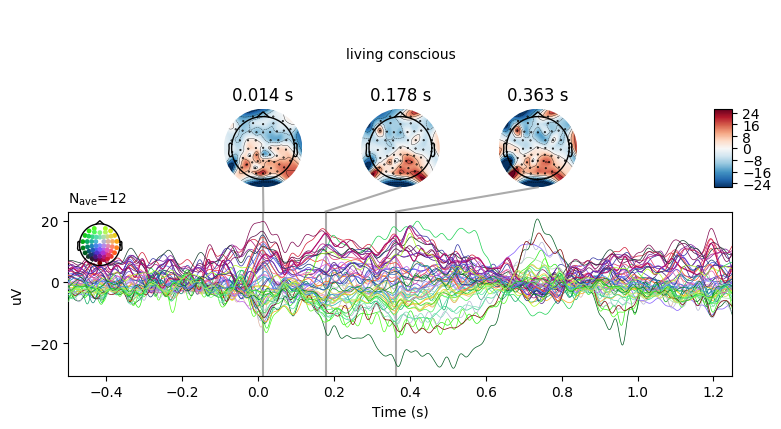 living conscious
0.014 s 0.178 s 0.363 s
24
16
8
0
−8
−16
−24
Nave=12
20
0
−20
uV
−0.4 −0.2 0.0 0.2 0.4 0.6 0.8 1.0 1.2
Time (s)